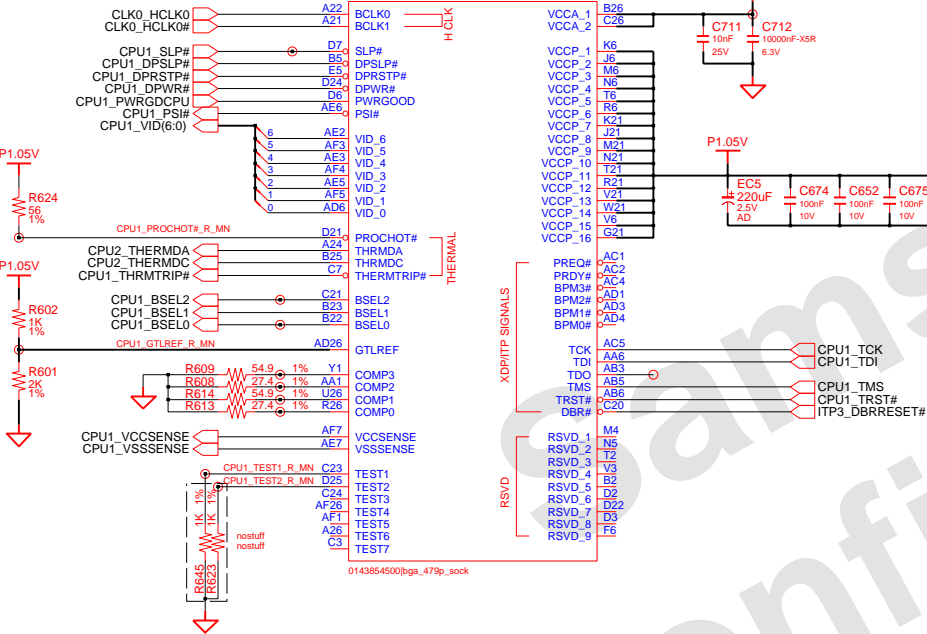 CLK0_HCLK0 A22 BCLK0
CLK0_HCLK0# A21 BCLK1
H CLK
CPU1_SLP# D7 SLP#
CPU1_DPSLP# B5 DPSLP#
CPU1_DPRSTP# E5 DPRSTP#
CPU1_DPWR# D24 DPWR#
CPU1_PWRGDCPU D6 PWRGOOD
CPU1_PSI# AE6 PSI#
CPU1_VID(6:0)
6 AE2 VID_6
5 AF3 VID_5
4 AE3 VID_4
3 AF4 VID_3
2 AE5 VID_2
1 AF5 VID_1
0 AD6 VID_0
P1.05V
R624
56
1%
CPU1_PROCHOT#_R_MN D21 PROCHOT#
CPU2_THERMDA A24 THRMDA
CPU2_THERMDC B25 THRMDC
CPU1_THRMTRIP# C7 THERMTRIP#
THERMAL
P1.05V
CPU1_BSEL2 C21 BSEL2
CPU1_BSEL1 B23 BSEL1
CPU1_BSEL0 B22 BSEL0
R602
1K
1%
CPU1_GTLREF_R_MN AD26 GTLREF
R601
2K
1%
R609 54.9 1% Y1 COMP3
R608 27.4 1% AA1 COMP2
R614 54.9 1% U26 COMP1
R613 27.4 1% R26 COMP0
CPU1_VCCSENSE AF7 VCCSENSE
CPU1_VSSSENSE AE7 VSSSENSE
CPU1_TEST1_R_MN C23 TEST1
CPU1_TEST2_R_MN D25 TEST2
C24 TEST3
AF26 TEST4
AF1 TEST5
A26 TEST6
C3 TEST7
1K 1%
1K 1%
nostuff
nostuff
R645
R623
0143854500|bga_479p_sock
VCCA_1 B26
VCCA_2 C26
C711
10nF
25V
C712
10000nF-X5R
6.3V
VCCP_1 K6
VCCP_2 J6
VCCP_3 M6
VCCP_4 N6
VCCP_5 T6
VCCP_6 R6
VCCP_7 K21
VCCP_8 J21
VCCP_9 M21
VCCP_10 N21
VCCP_11 T21
VCCP_12 R21
VCCP_13 V21
VCCP_14 W21
VCCP_15 V6
VCCP_16 G21
P1.05V
EC5
220uF
2.5V
AD
C674
100nF
10V
C652
100nF
10V
C675
100nF
10V
PREQ# AC1
PRDY# AC2
BPM3# AC4
BPM2# AD1
BPM1# AD3
BPM0# AD4
XDP/ITP SIGNALS
TCK AC5 CPU1_TCK
TDI AA6 CPU1_TDI
TDO AB3
TMS AB5 CPU1_TMS
TRST# AB6 CPU1_TRST#
DBR# C20 ITP3_DBRRESET#
RSVD
RSVD_1 M4
RSVD_2 N5
RSVD_3 T2
RSVD_4 V3
RSVD_5 B2
RSVD_6 D2
RSVD_7 D22
RSVD_8 D3
RSVD_9 F6
Sams
onfi